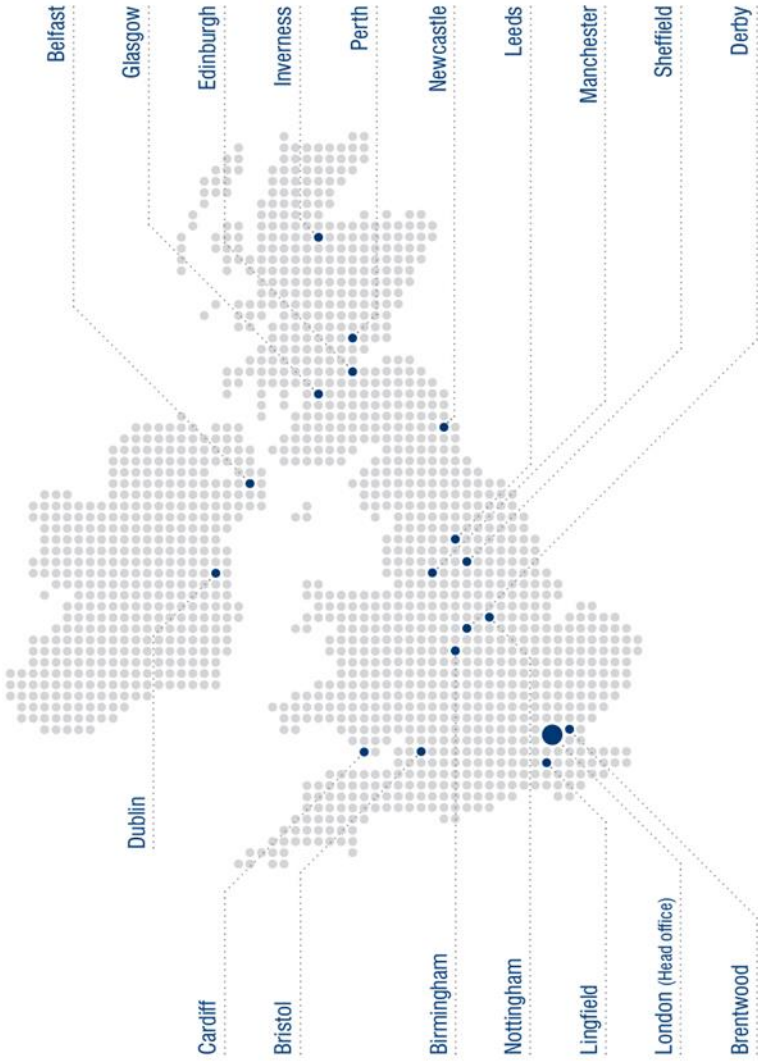 Belfast
Glasgow
Edinburgh
Inverness
Perth
Newcastle
Leeds
Manchester
Sheffield
Derby
Dublin
Cardiff
Bristol
Birmingham
Nottingham
Lingfield
London (Head office)
Brentwood